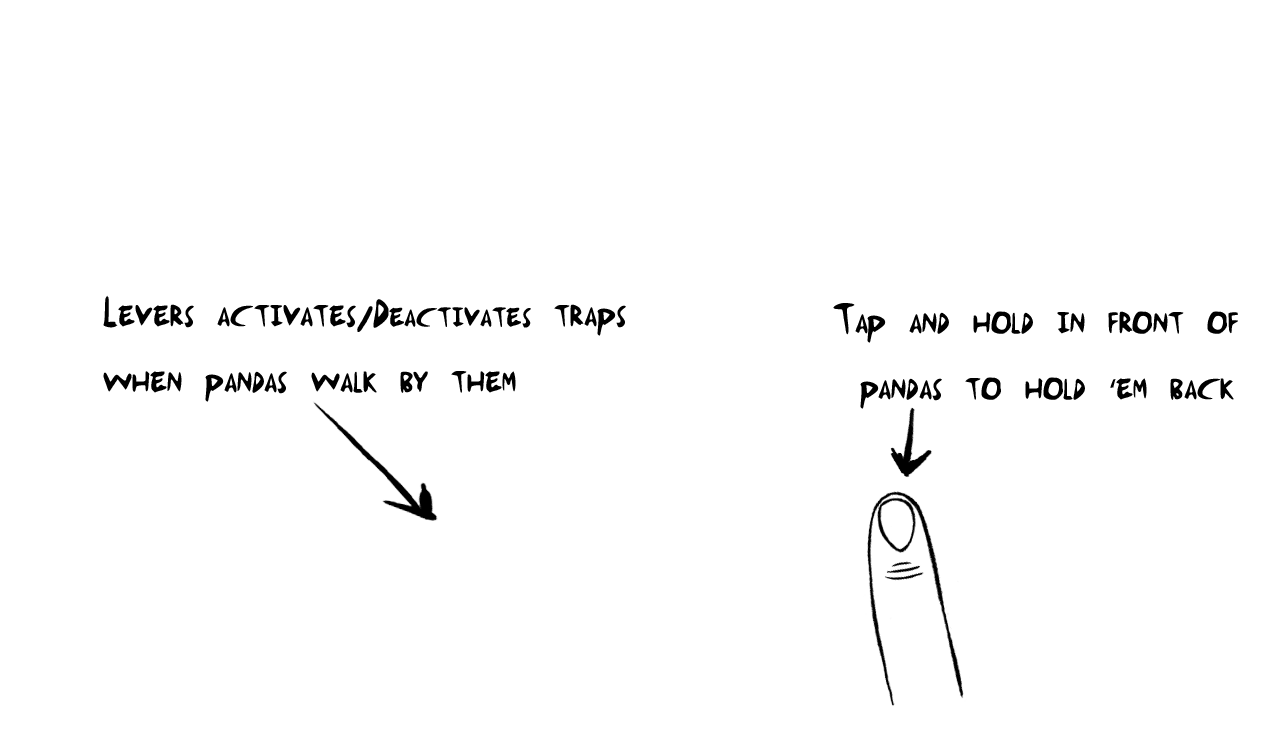 Levers activates/Deactivates traps
when pandas walk by them
Tap and hold in front of
pandas to hold 'em back